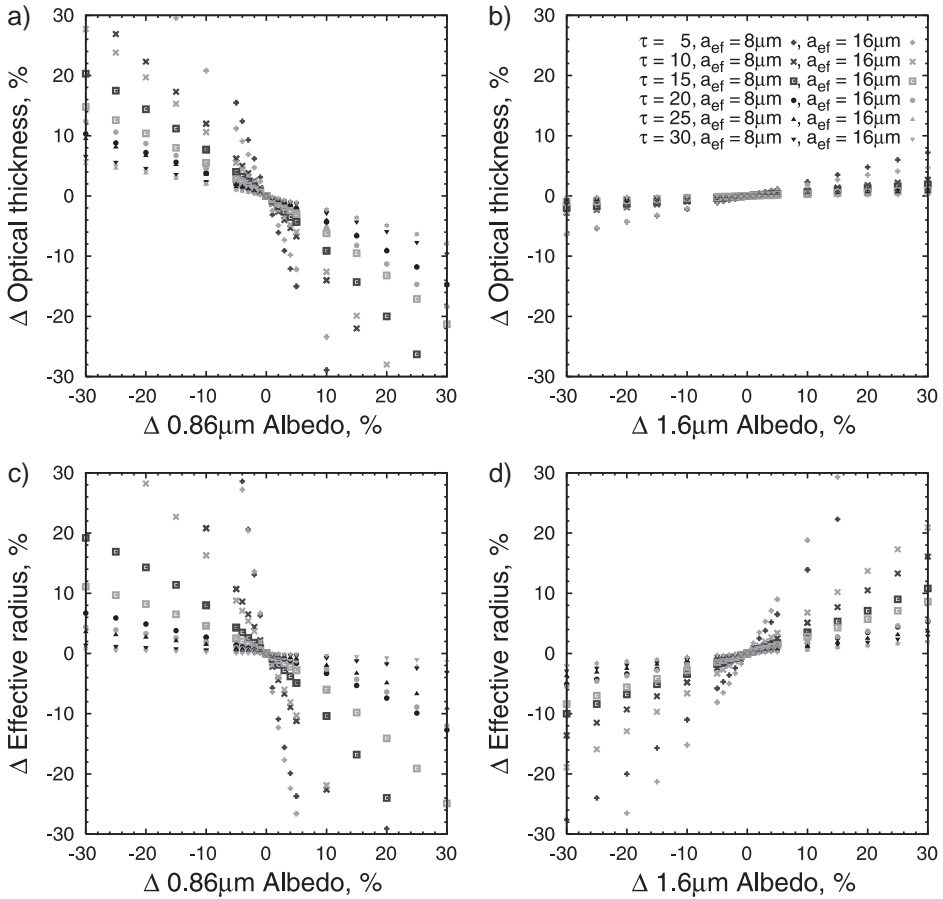 a)
30
20
10
0
-10
-20
-30
Δ Optical thickness, %
-30 -20 -10 0 10 20 30
Δ 0.86μm Albedo, %
b)
30
20
10
0
-10
-20
-30
Δ Optical thickness, %
τ = 5, a_ef = 8μm , a_ef = 16μm
τ = 10, a_ef = 8μm , a_ef = 16μm
τ = 15, a_ef = 8μm , a_ef = 16μm
τ = 20, a_ef = 8μm , a_ef = 16μm
τ = 25, a_ef = 8μm , a_ef = 16μm
τ = 30, a_ef = 8μm , a_ef = 16μm
-30 -20 -10 0 10 20 30
Δ 1.6μm Albedo, %
c)
30
20
10
0
-10
-20
-30
Δ Effective radius, %
-30 -20 -10 0 10 20 30
Δ 0.86μm Albedo, %
d)
30
20
10
0
-10
-20
-30
Δ Effective radius, %
-30 -20 -10 0 10 20 30
Δ 1.6μm Albedo, %